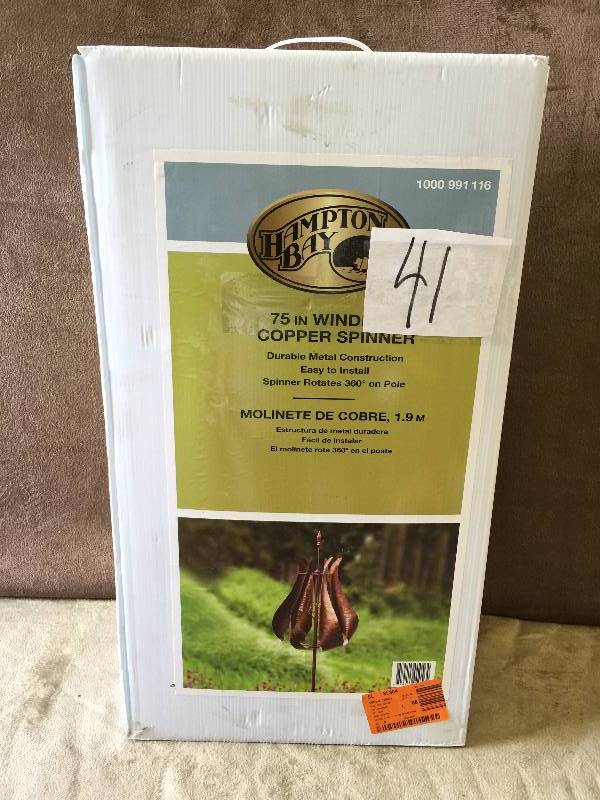 1000 991 116
HAMPTON
BAY
41
75 IN WIND
COPPER SPINNER
Durable Metal Construction
Easy to Install
Spinner Rotates 360° on Pole
MOLINETE DE COBRE, 1.9 M
Estructura de metal duradera
Fácil de instalar
El molinete rota 360° en el poste